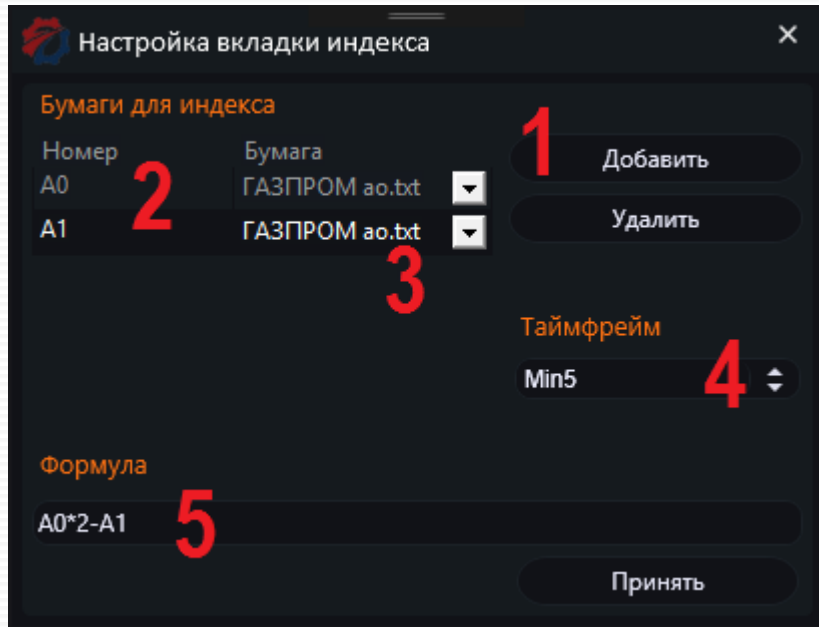 Настройка вкладки индекса
Бумаги для индекса
Номер Бумага
1 Добавить
A0 2 ГАЗПРОМ ао.txt
Удалить
A1 ГАЗПРОМ ао.txt
3
Таймфрейм
Min5 4
Формула
A0*2-A1 5
Принять